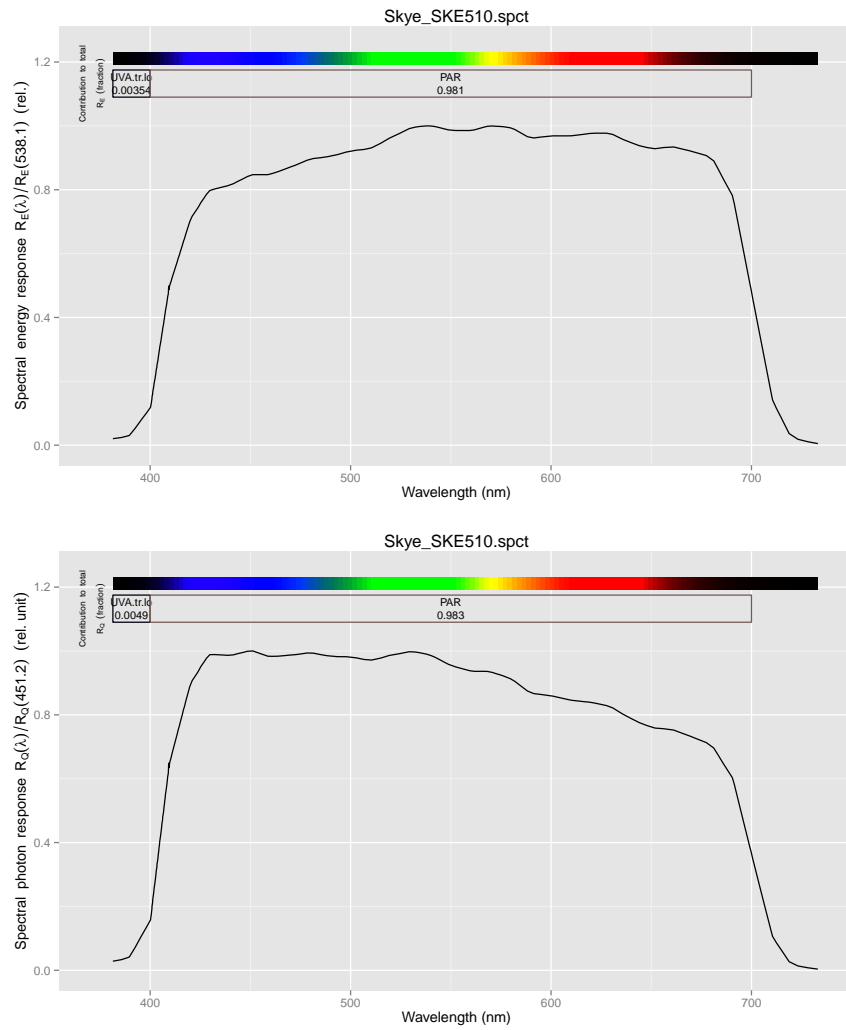 Skye_SKE510.spct
Spectral energy response R_E(λ)/R_E(538.1) (rel.)
Contribution to total
R_E (fraction)
UVA.tr.lo
0.00354
PAR
0.981
1.2
0.8
0.4
0.0
400
500
600
700
Wavelength (nm)
Skye_SKE510.spct
Spectral photon response R_Q(λ)/R_Q(451.2) (rel. unit)
Contribution to total
R_Q (fraction)
UVA.tr.lo
0.0049
PAR
0.983
1.2
0.8
0.4
0.0
400
500
600
700
Wavelength (nm)